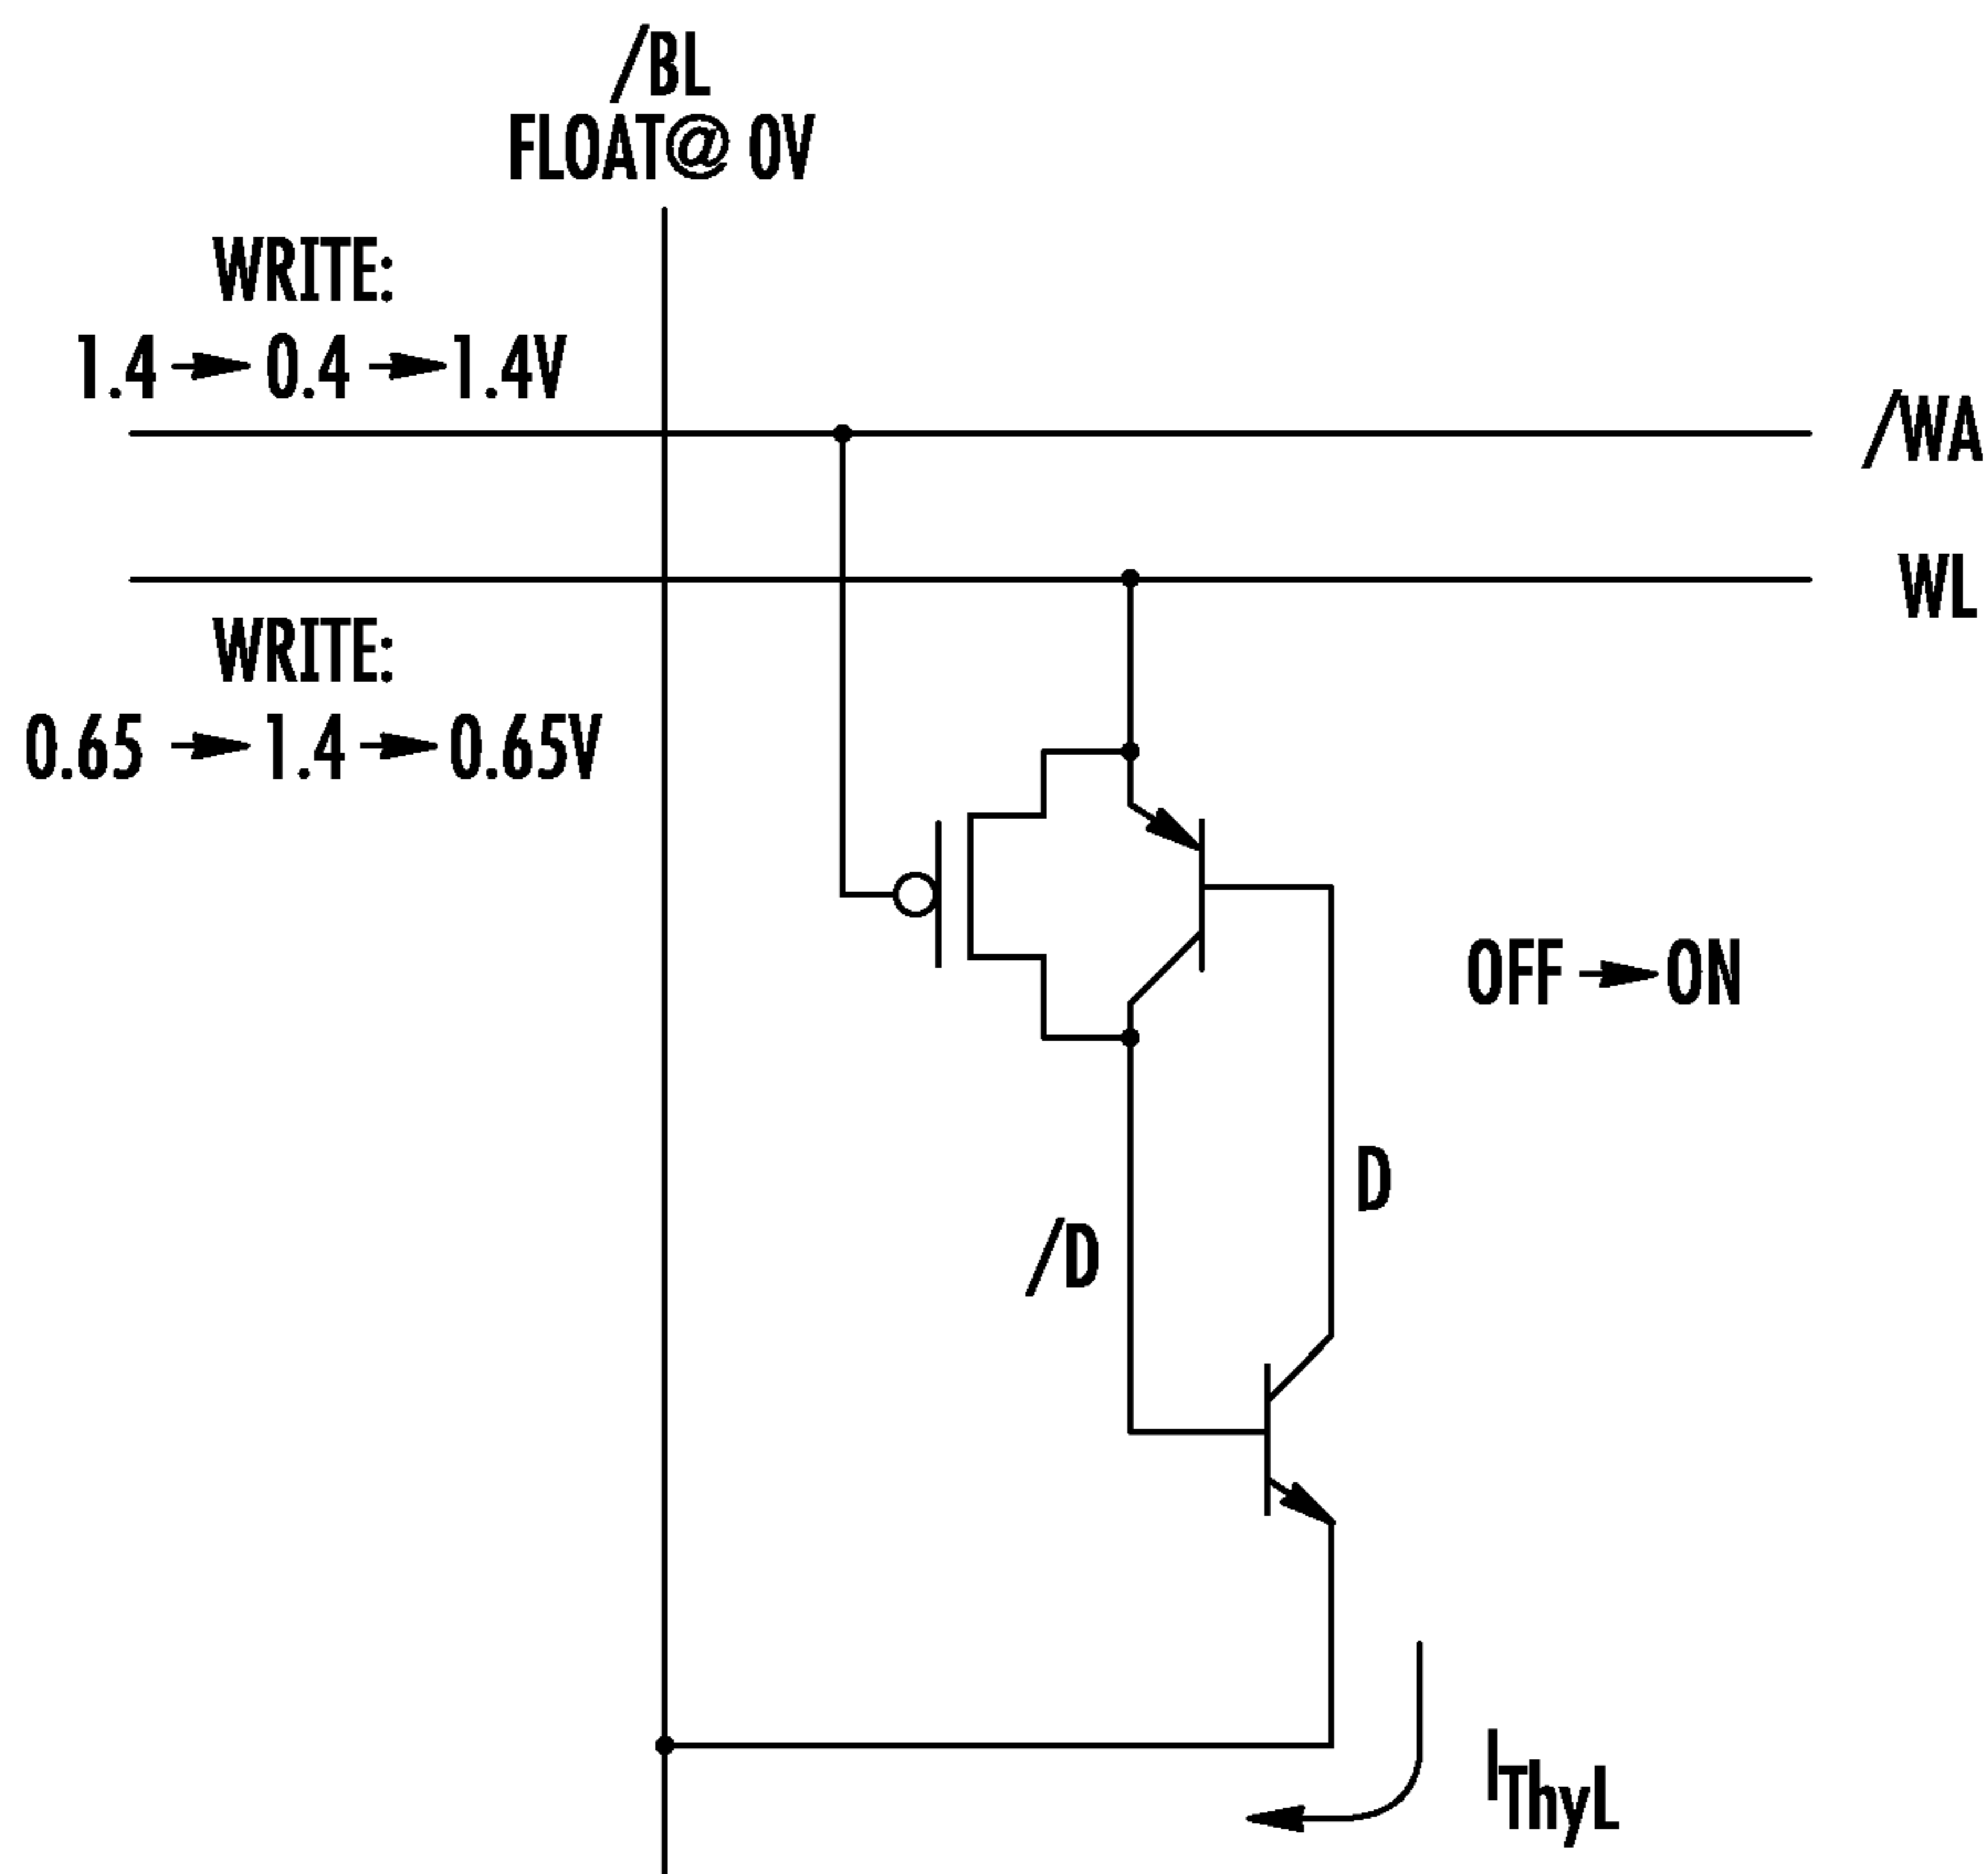 /BL
FLOAT@ 0V
WRITE:
1.4 → 0.4 → 1.4V
/WA
WL
WRITE:
0.65 → 1.4 → 0.65V
OFF → ON
D
/D
IThyL